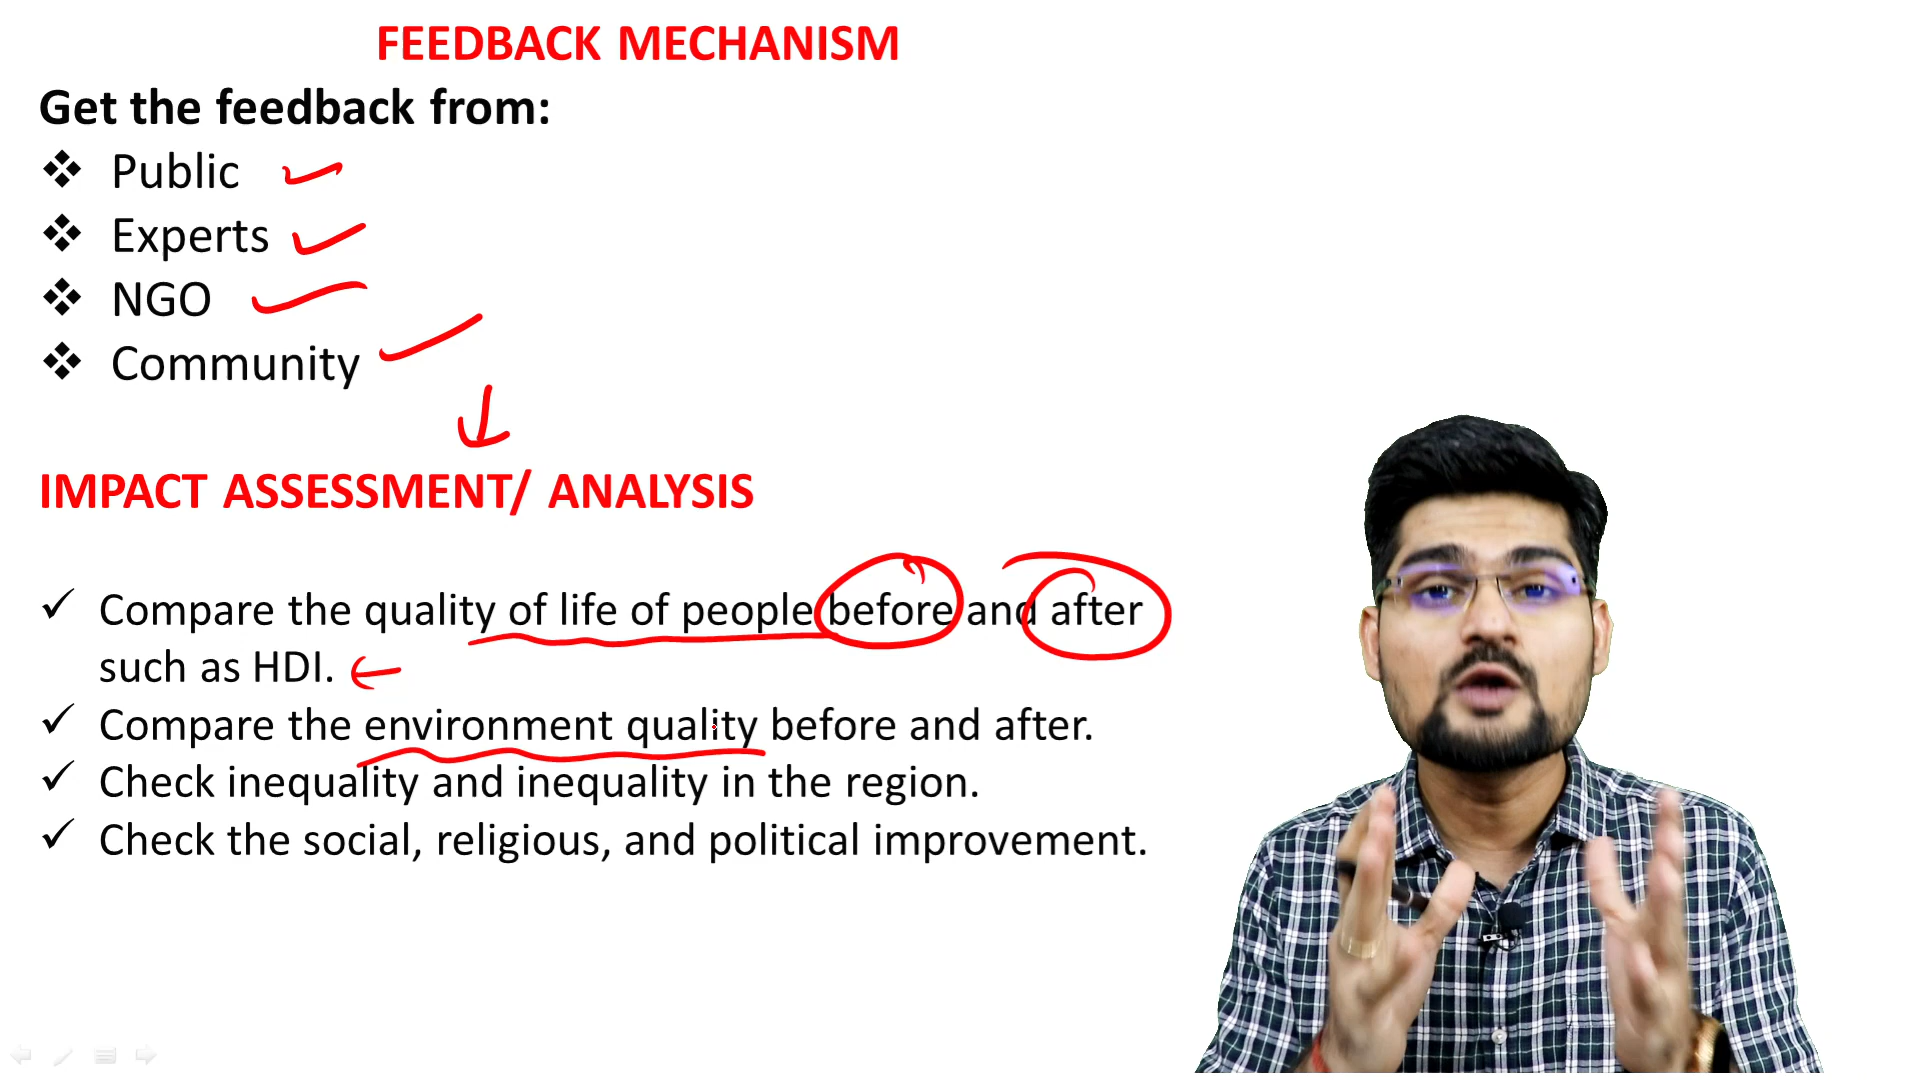 FEEDBACK MECHANISM
Get the feedback from:
❖ Public
❖ Experts
❖ NGO
❖ Community
IMPACT ASSESSMENT/ ANALYSIS
✓ Compare the quality of life of people before and after
such as HDI.
✓ Compare the environment quality before and after.
✓ Check inequality and inequality in the region.
✓ Check the social, religious, and political improvement.